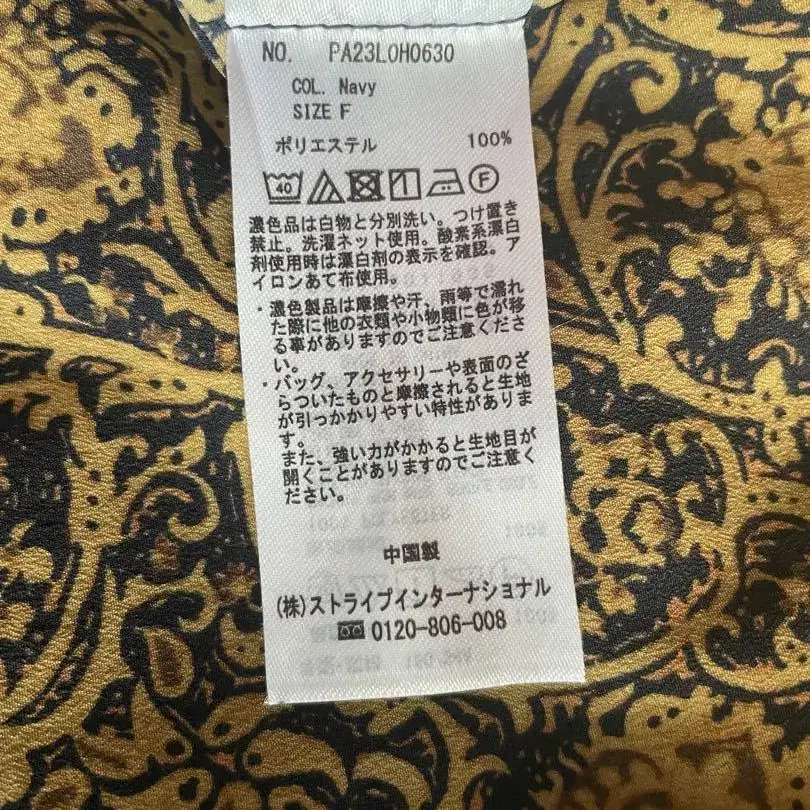 NO. PA23L0H0630
COL. Navy
SIZE F
ポリエステル 100%
40 F
濃色品は白物と分別洗い。つけ置き
禁止。洗濯ネット使用。酸素系漂白
剤使用時は漂白剤の表示を確認。ア
イロンあて布使用。
・濃色製品は摩擦や汗、雨等で濡れ
た際に他の衣類や小物類に色が移
る事がありますのでご注意くださ
い。
・バッグ、アクセサリーや表面のざ
らついたものと摩擦されると生地
が引っかかりやすい特性がありま
す。
また、強い力がかかると生地目が
開くことがありますのでご注意く
ださい。
中国製
(株)ストライプインターナショナル
0120-806-008